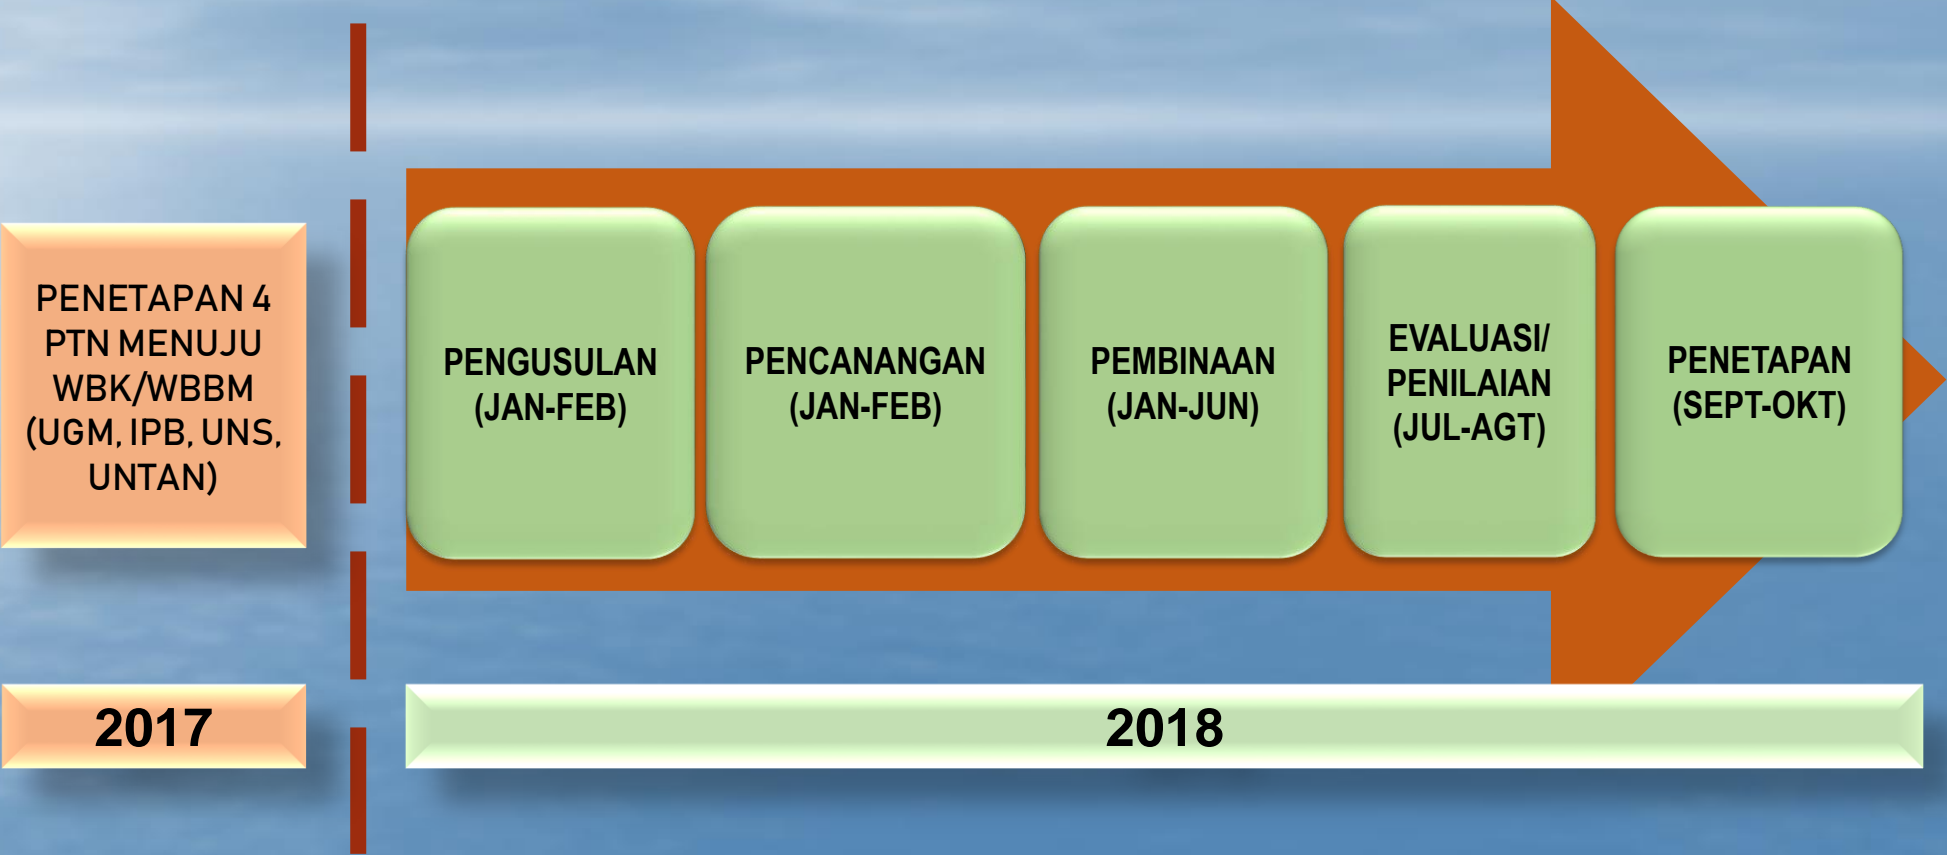 PENETAPAN 4
PTN MENUJU
WBK/WBBM
(UGM, IPB, UNS,
UNTAN)
PENGUSULAN
(JAN-FEB)
PENCANANGAN
(JAN-FEB)
PEMBINAAN
(JAN-JUN)
EVALUASI/
PENILAIAN
(JUL-AGT)
PENETAPAN
(SEPT-OKT)
2017
2018